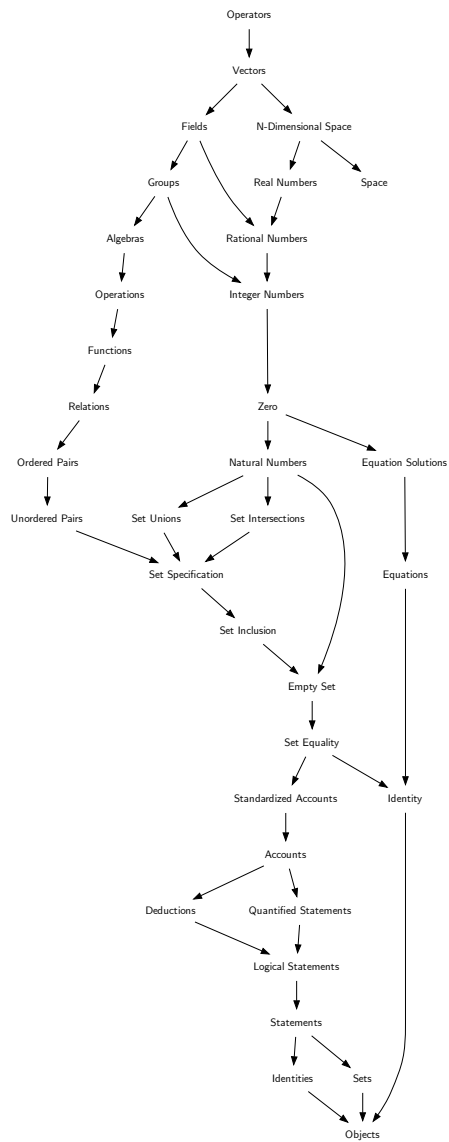 Operators
Vectors
Fields
N-Dimensional Space
Groups
Real Numbers
Space
Algebras
Rational Numbers
Operations
Integer Numbers
Functions
Relations
Zero
Ordered Pairs
Natural Numbers
Equation Solutions
Unordered Pairs
Set Unions
Set Intersections
Set Specification
Equations
Set Inclusion
Empty Set
Set Equality
Standardized Accounts
Identity
Accounts
Deductions
Quantified Statements
Logical Statements
Statements
Identities
Sets
Objects